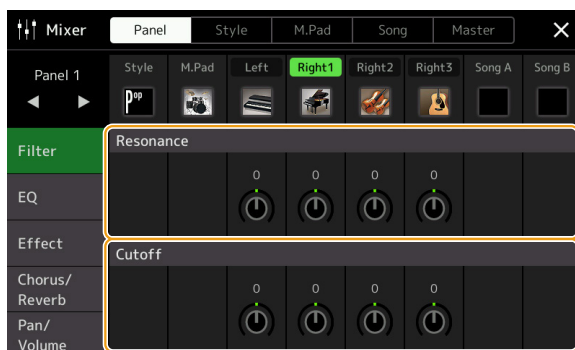 Mixer
Panel Style M.Pad Song Master
Panel 1
Style M.Pad Left Right1 Right2 Right3 Song A Song B
Pop
Filter
Resonance
0 0 0 0
EQ
Effect
Cutoff
Chorus/
Reverb
0 0 0 0
Pan/
Volume